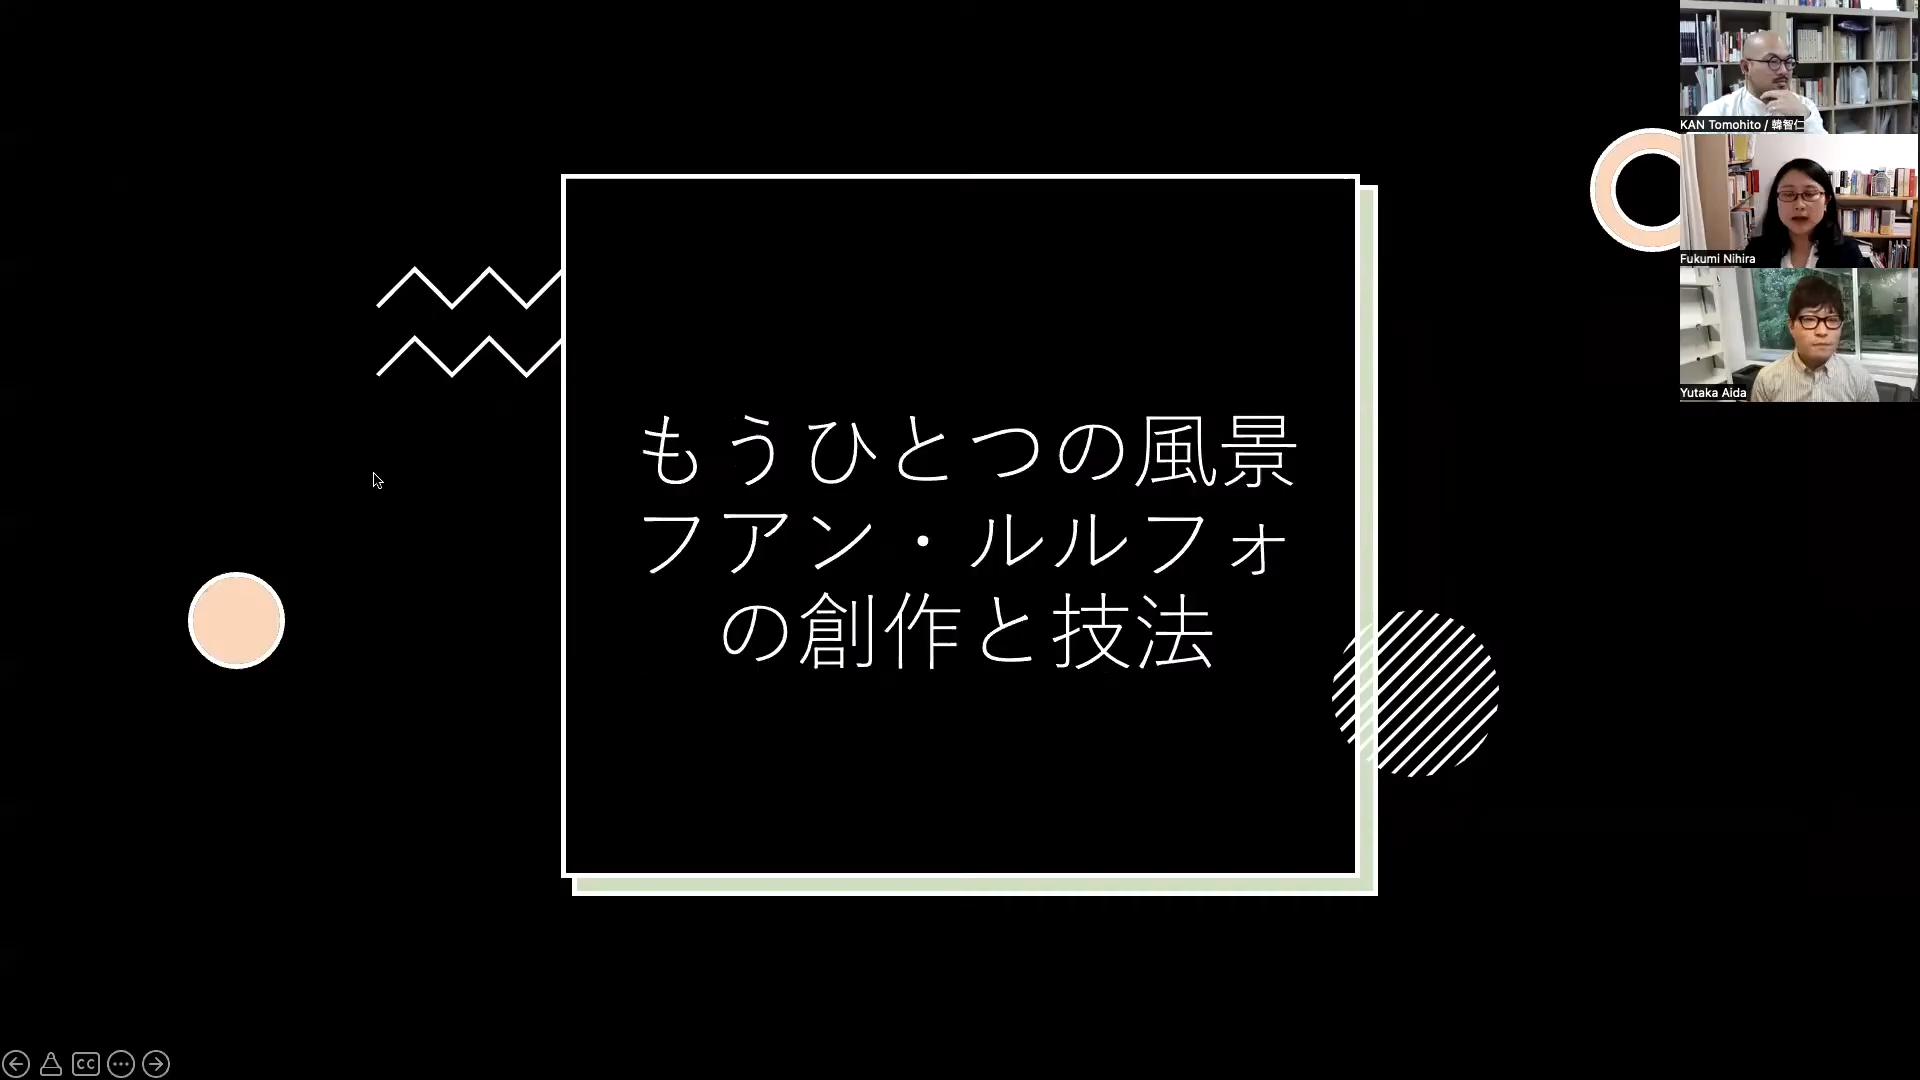 もうひとつの風景
フアン・ルルフォ
の創作と技法
KAN Tomohito / 韓智仁
Fukumi Nihira
Yutaka Aida
CC